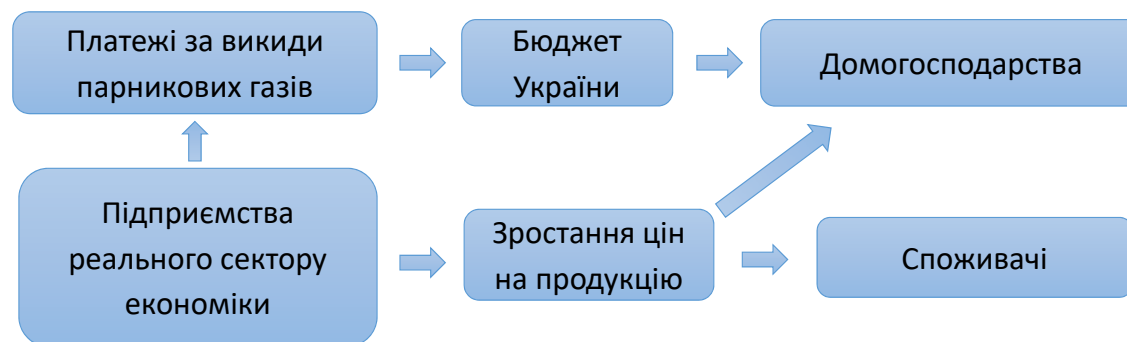 Платежі за викиди
парникових газів
Бюджет
України
Домогосподарства
Підприємства
реального сектору
економіки
Зростання цін
на продукцію
Споживачі